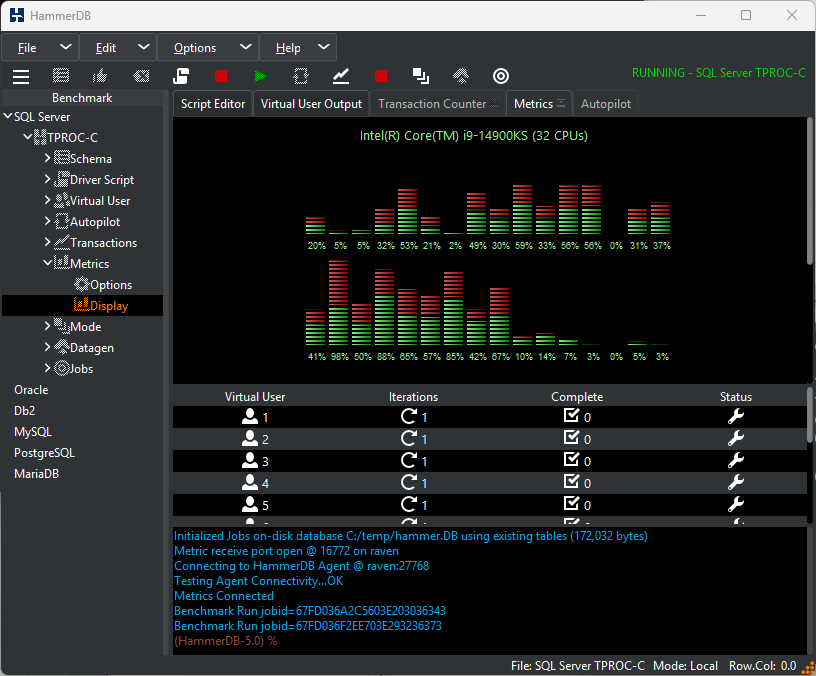 HammerDB
File Edit Options Help
RUNNING - SQL Server TPROC-C
Benchmark
SQL Server
TPROC-C
Schema
Driver Script
Virtual User
Autopilot
Transactions
Metrics
Options
Display
Mode
Datagen
Jobs
Oracle
Db2
MySQL
PostgreSQL
MariaDB
Script Editor Virtual User Output Transaction Counter Metrics Autopilot
Intel(R) Core(TM) i9-14900KS (32 CPUs)
20% 5% 5% 32% 53% 21% 2% 49% 30% 59% 33% 56% 56% 0% 31% 37%
41% 98% 50% 88% 65% 57% 85% 42% 67% 10% 14% 7% 3% 0% 5% 3%
Virtual User Iterations Complete Status
1 1 0
2 1 0
3 1 0
4 1 0
5 1 0
Initialized Jobs on-disk database C:/temp/hammer.DB using existing tables (172,032 bytes)
Metric receive port open @ 16772 on raven
Connecting to HammerDB Agent @ raven:27768
Testing Agent Connectivity...OK
Metrics Connected
Benchmark Run jobid=67FD036A2C5603E203036343
Benchmark Run jobid=67FD036F2EE703E293236373
(HammerDB-5.0) %
File: SQL Server TPROC-C Mode: Local Row.Col: 0.0